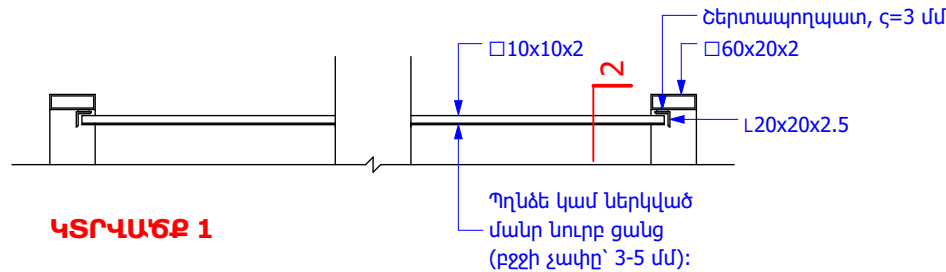 Շերտապողպատ, ς=3 մմ
□10x10x2
□60x20x2
2
L20x20x2.5
Պղնձե կամ ներկված
մանր նուրբ ցանց
(բջջի չափը՝ 3-5 մմ):
ԿՏՐՎԱԾՔ 1